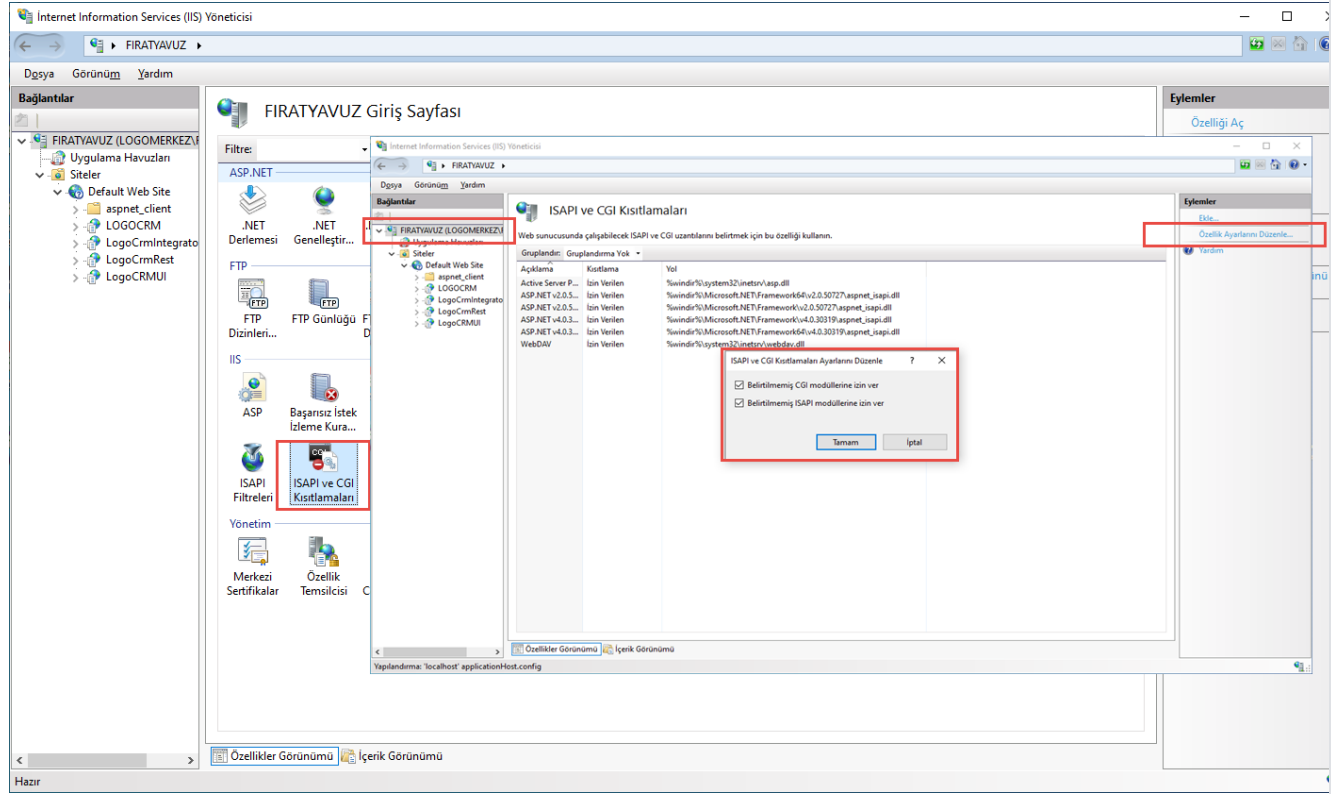 İnternet Information Services (IIS) Yöneticisi
FIRATYAVUZ
Dosya Görünüm Yardım
Bağlantılar
FIRATYAVUZ (LOGOMERKEZ\F
Uygulama Havuzları
Siteler
Default Web Site
aspnet_client
LOGOCRM
LogoCrmIntegrato
LogoCrmRest
LogoCRMUI
FIRATYAVUZ Giriş Sayfası
Filtre:
ASP.NET
.NET Derlemesi
.NET Genelleştir...
FTP
FTP Dizinleri...
FTP Günlüğü
IIS
ASP
Başarısız İstek İzleme Kura...
ISAPI Filtreleri
ISAPI ve CGI Kısıtlamaları
Yönetim
Merkezi Sertifikalar
Özellik Temsilcisi
Özellikler Görünümü İçerik Görünümü
Hazır
Eylemler
Özelliği Aç
İnternet Information Services (IIS) Yöneticisi
FIRATYAVUZ
Dosya Görünüm Yardım
Bağlantılar
FIRATYAVUZ (LOGOMERKEZ\F
Uygulama Havuzları
Siteler
Default Web Site
aspnet_client
LOGOCRM
LogoCrmIntegrato
LogoCrmRest
LogoCRMUI
ISAPI ve CGI Kısıtlamaları
Web sunucusunda çalışabilecek ISAPI ve CGI uzantılarını belirtmek için bu özelliği kullanın.
Gruplandır: Gruplandırma Yok
Açıklama Kısıtlama Yol
Active Server P... İzin Verilen %windir%\system32\inetsrv\asp.dll
ASP.NET v2.0.5... İzin Verilen %windir%\Microsoft.NET\Framework64\v2.0.50727\aspnet_isapi.dll
ASP.NET v2.0.5... İzin Verilen %windir%\Microsoft.NET\Framework\v2.0.50727\aspnet_isapi.dll
ASP.NET v4.0.3... İzin Verilen %windir%\Microsoft.NET\Framework\v4.0.30319\aspnet_isapi.dll
ASP.NET v4.0.3... İzin Verilen %windir%\Microsoft.NET\Framework64\v4.0.30319\aspnet_isapi.dll
WebDAV İzin Verilen %windir%\system32\inetsrv\webdav.dll
ISAPI ve CGI Kısıtlamaları Ayarlarını Düzenle ?
Belirtilmemiş CGI modüllerine izin ver
Belirtilmemiş ISAPI modüllerine izin ver
Tamam İptal
Eylemler
Ekle...
Özellik Ayarlarını Düzenle...
Yardım
Özellikler Görünümü İçerik Görünümü
Yapılandırma: 'localhost' applicationHost.config